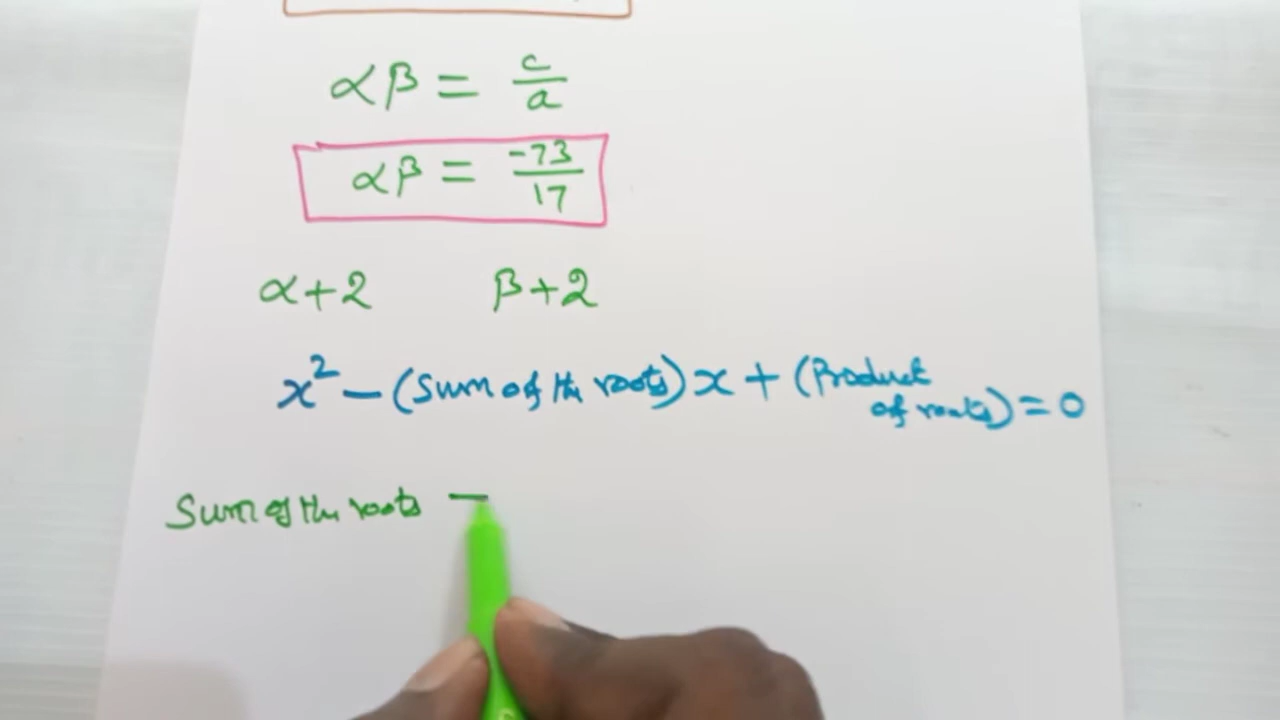 αβ = c/a
αβ = -73/17
α+2 β+2
x² - (Sum of the roots) x + (Product of roots) = 0
Sum of the roots